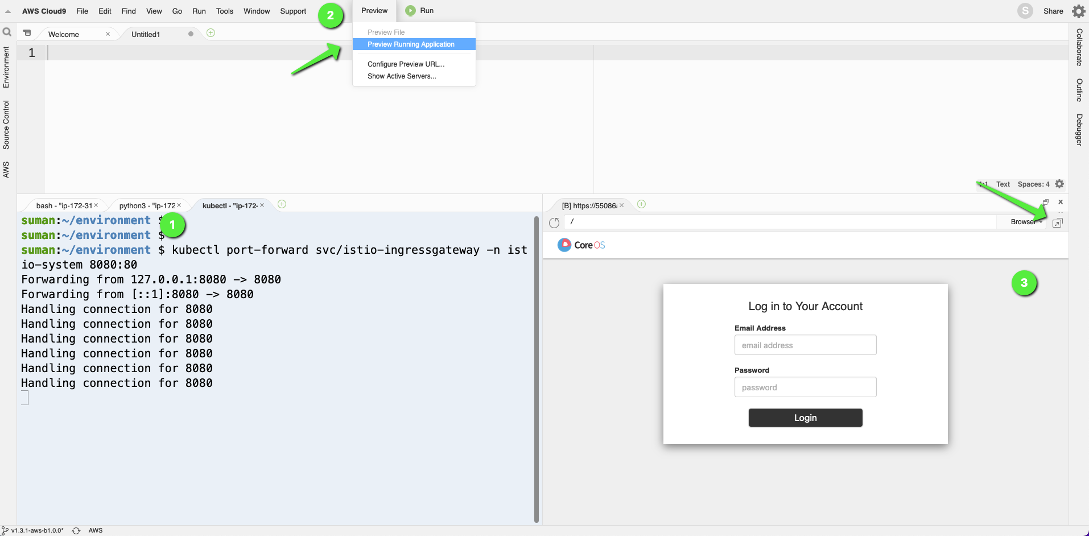 AWS Cloud9 File Edit Find View Go Run Tools Window Support 2 Preview Run S Share
Preview File
Preview Running Application
Configure Preview URL...
Show Active Servers...
Welcome
Untitled1
1
Environment
Source Control
AWS
Collaborate
Outline
Debugger
1:1 Text Spaces: 4
bash - "ip-172-31
python3 - "ip-172
kubectl - "ip-172-
suman:~/environment $
suman:~/environment $
1
suman:~/environment $ kubectl port-forward svc/istio-ingressgateway -n ist
io-system 8080:80
Forwarding from 127.0.0.1:8080 -> 8080
Forwarding from [::1]:8080 -> 8080
Handling connection for 8080
Handling connection for 8080
Handling connection for 8080
Handling connection for 8080
Handling connection for 8080
Handling connection for 8080
[B] https://55086
/
Browser
CoreOS
3
Log in to Your Account
Email Address
email address
Password
password
Login
v1.3.1-aws-b1.0.0* AWS